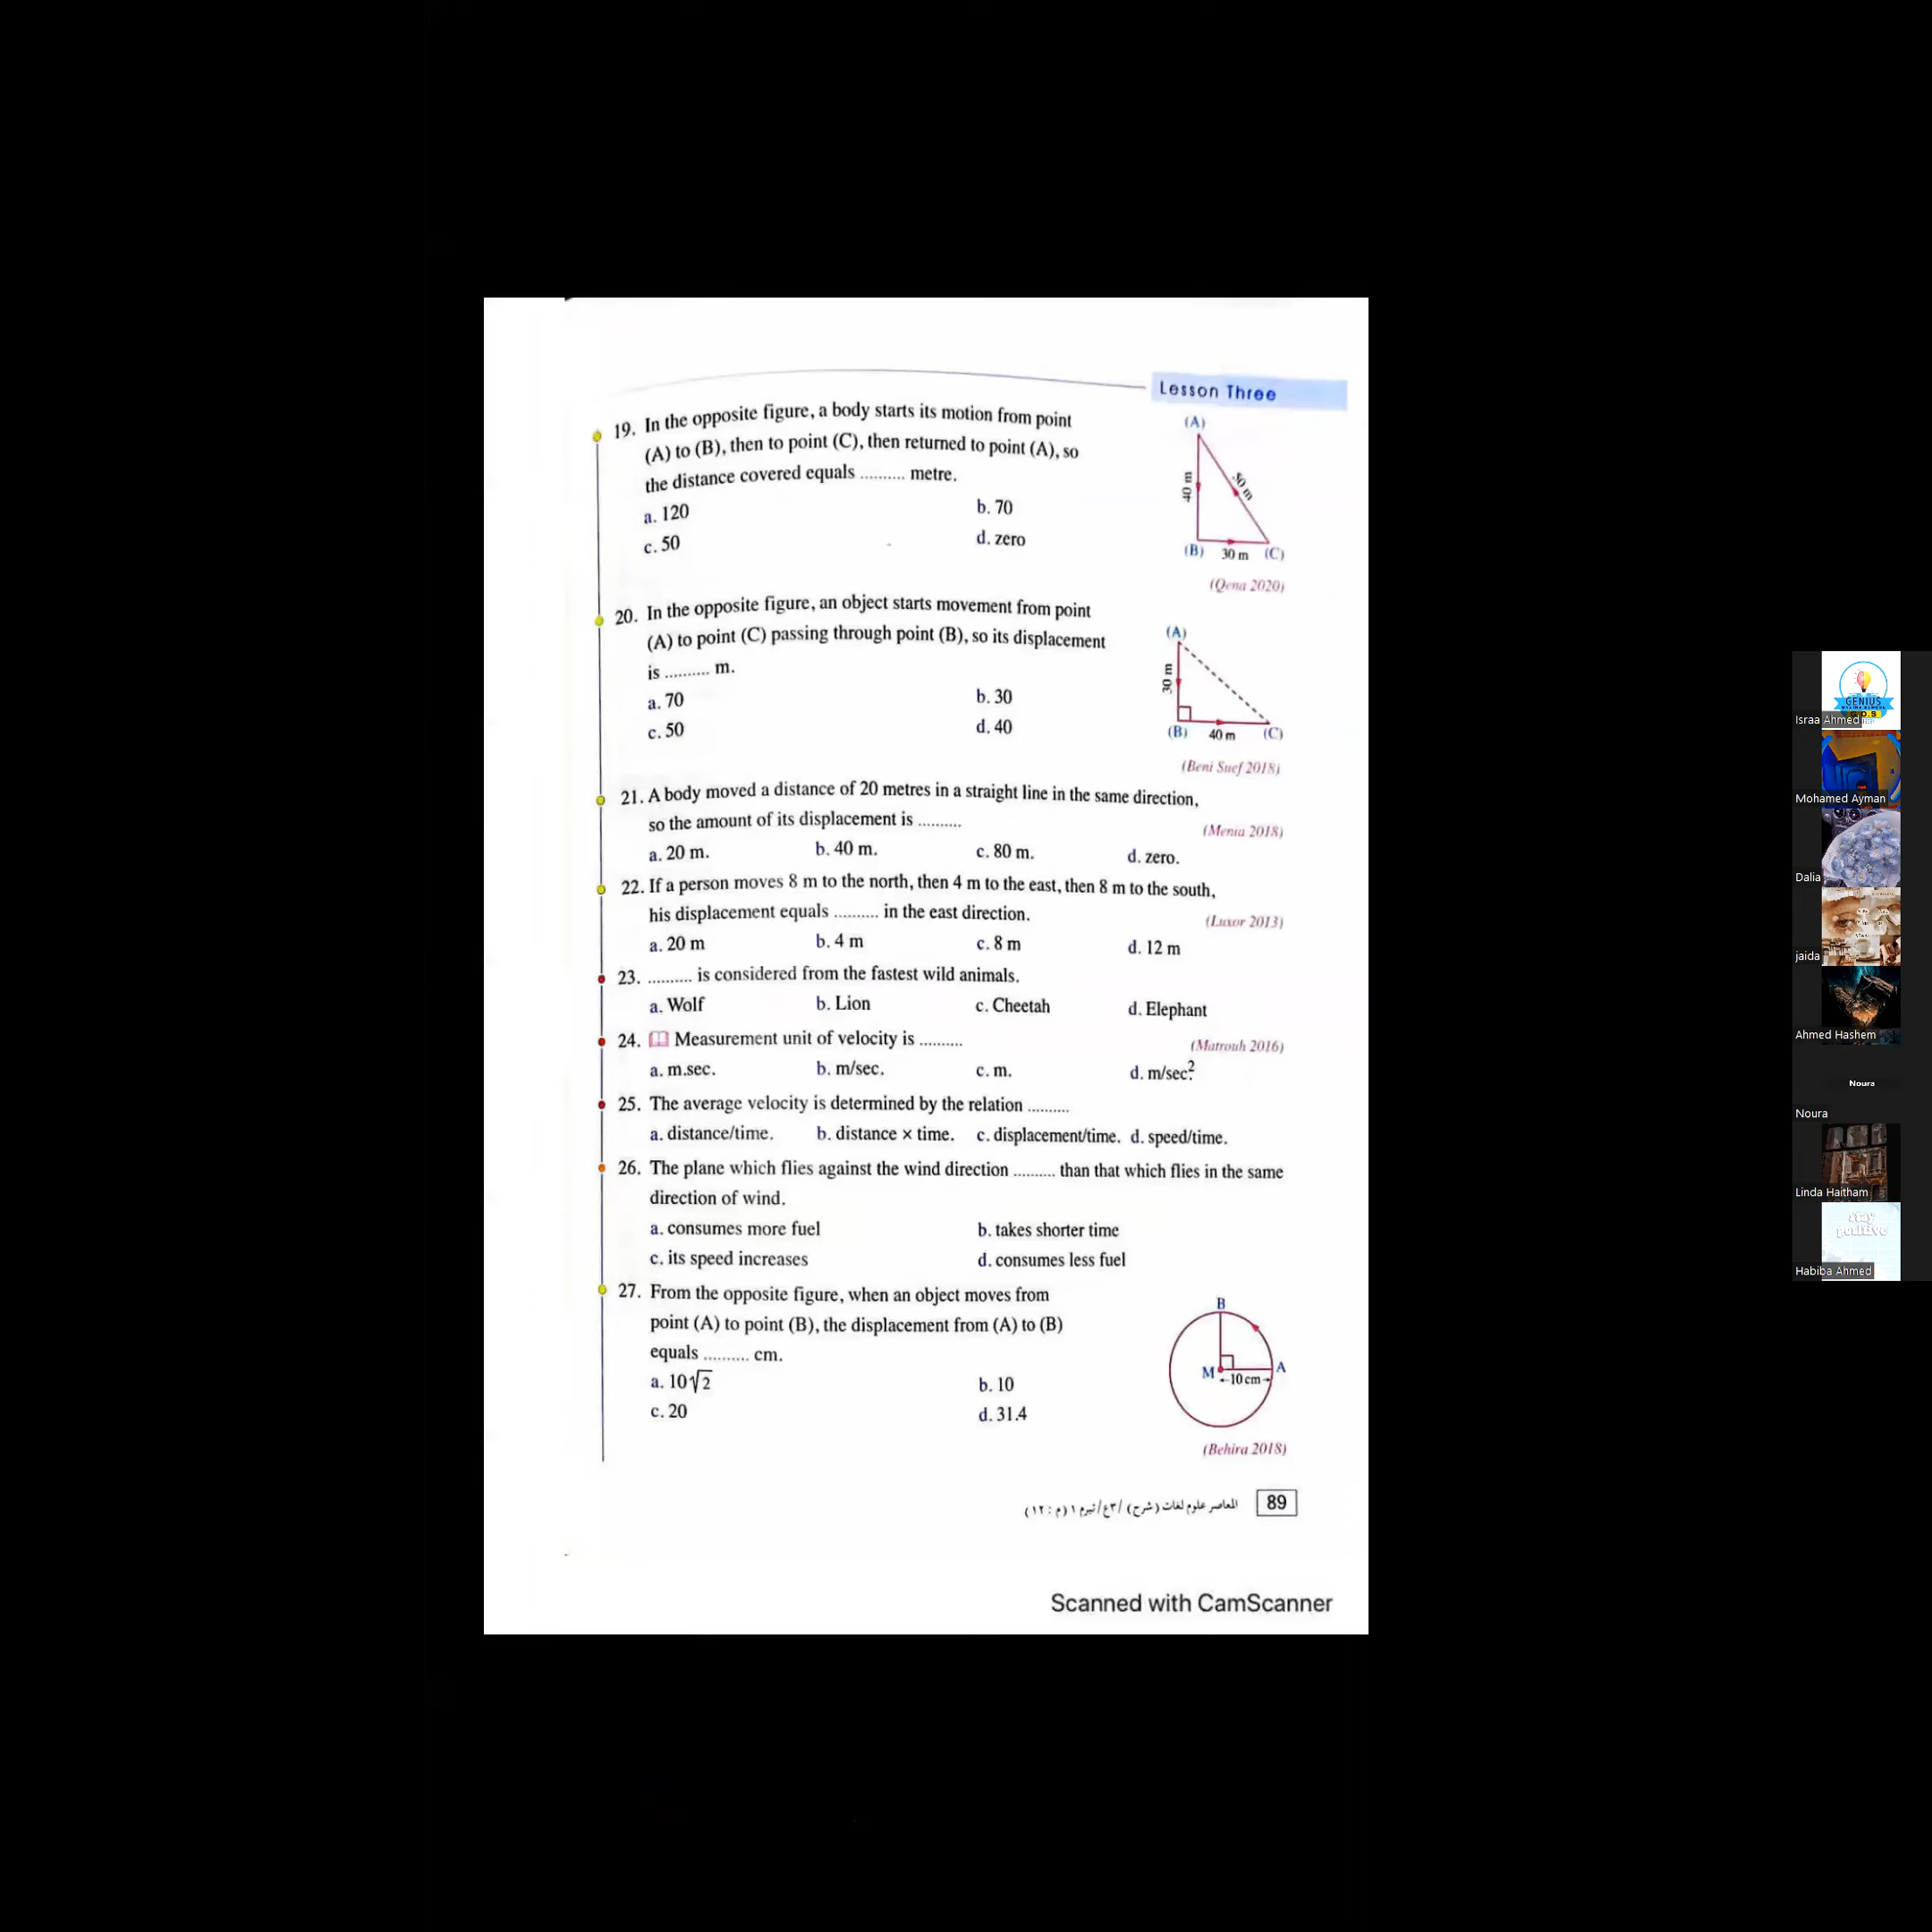 Lesson Three
19. In the opposite figure, a body starts its motion from point
(A) to (B), then to point (C), then returned to point (A), so
the distance covered equals .......... metre.
a. 120
b. 70
c. 50
d. zero
(A)
40 m
50 m
(B) 30 m (C)
(Qena 2020)
20. In the opposite figure, an object starts movement from point
(A) to point (C) passing through point (B), so its displacement
is .......... m.
a. 70
b. 30
c. 50
d. 40
(A)
30 m
(B) 40 m (C)
(Beni Suef 2018)
21. A body moved a distance of 20 metres in a straight line in the same direction,
so the amount of its displacement is ..........
(Menia 2018)
a. 20 m. b. 40 m. c. 80 m. d. zero.
22. If a person moves 8 m to the north, then 4 m to the east, then 8 m to the south,
his displacement equals .......... in the east direction.
(Luxor 2013)
a. 20 m b. 4 m c. 8 m d. 12 m
23. .......... is considered from the fastest wild animals.
a. Wolf b. Lion c. Cheetah d. Elephant
24. Measurement unit of velocity is ..........
(Matrouh 2016)
a. m.sec. b. m/sec. c. m. d. m/sec².
25. The average velocity is determined by the relation ..........
a. distance/time. b. distance × time. c. displacement/time. d. speed/time.
26. The plane which flies against the wind direction .......... than that which flies in the same
direction of wind.
a. consumes more fuel b. takes shorter time
c. its speed increases d. consumes less fuel
27. From the opposite figure, when an object moves from
point (A) to point (B), the displacement from (A) to (B)
equals .......... cm.
a. 10√2
b. 10
c. 20
d. 31.4
B
M
A
10 cm
(Behira 2018)
المعاصر علوم لغات (شرح) /٣ع/تيرم ١ (م : ١٢)
89
Scanned with CamScanner
GENIUS
Israa Ahmed
Mohamed Ayman
Dalia
jaida
Ahmed Hashem
Noura
Noura
Linda Haitham
stay
positive
Habiba Ahmed